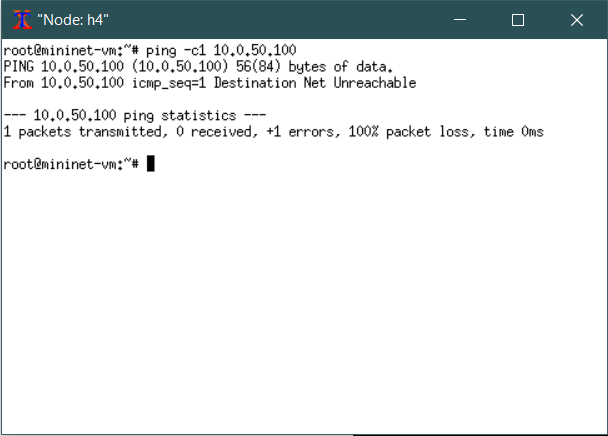 "Node: h4"
root@mininet-vm:~# ping -c1 10.0.50.100
PING 10.0.50.100 (10.0.50.100) 56(84) bytes of data.
From 10.0.50.100 icmp_seq=1 Destination Net Unreachable
--- 10.0.50.100 ping statistics ---
1 packets transmitted, 0 received, +1 errors, 100% packet loss, time 0ms
root@mininet-vm:~#